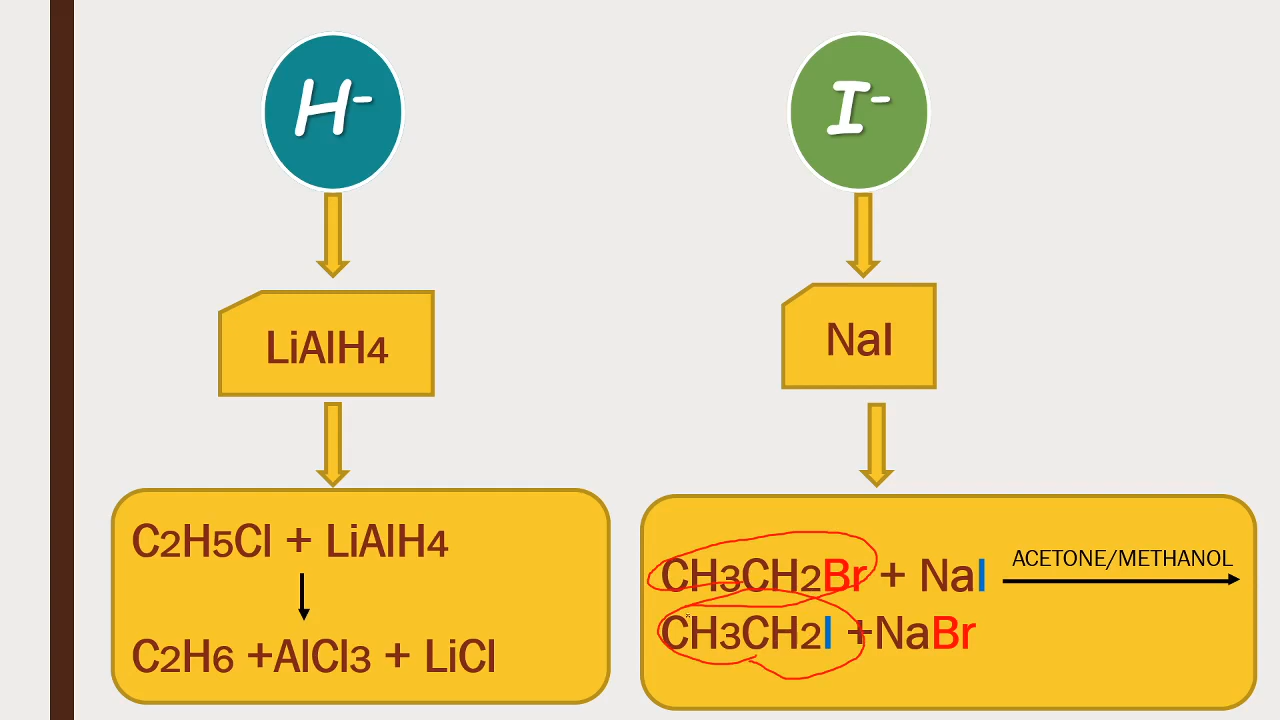 H-
I-
LiAlH4
NaI
C2H5Cl + LiAlH4
C2H6 +AlCl3 + LiCl
CH3CH2Br + NaI
ACETONE/METHANOL
CH3CH2I +NaBr